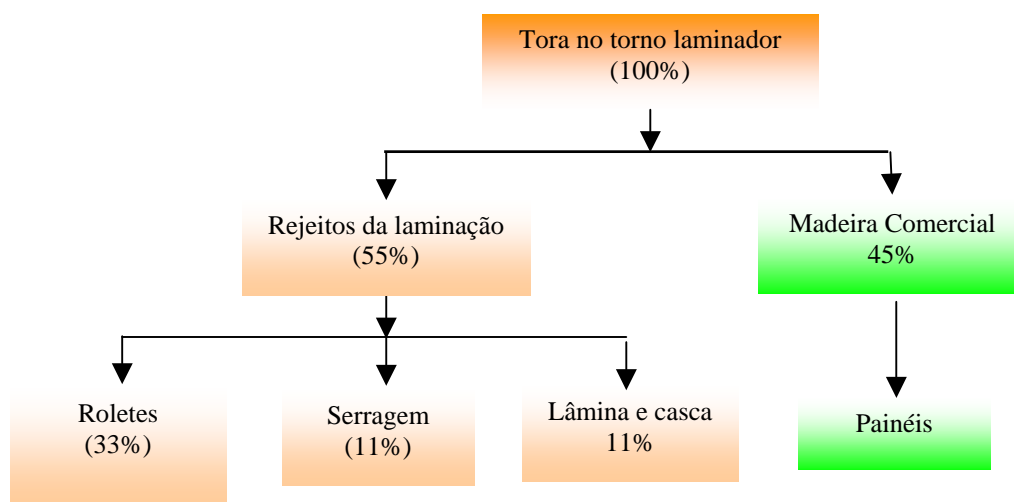 Tora no torno laminador
(100%)
Rejeitos da laminação
(55%)
Madeira Comercial
45%
Roletes
(33%)
Serragem
(11%)
Lâmina e casca
11%
Painéis